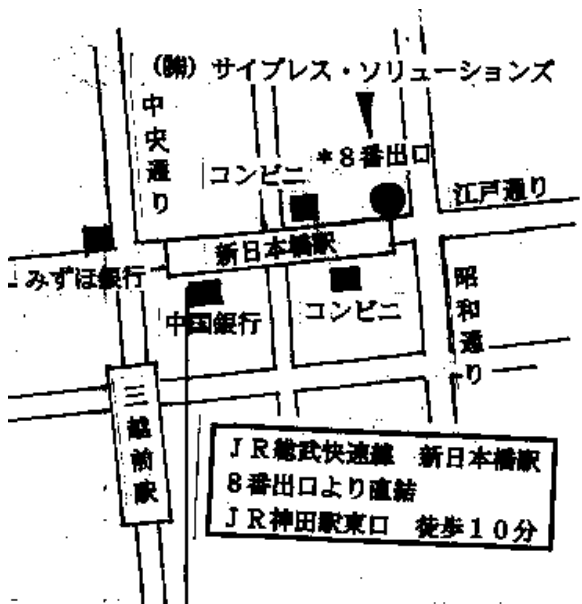 (株) サイプレス・ソリューションズ
中央通り
*8番出口
コンビニ
江戸通り
新日本橋駅
みずほ銀行
中国銀行
コンビニ
昭和通り
三越前駅
JR総武快速線 新日本橋駅
8番出口より直結
JR神田駅東口 徒歩10分